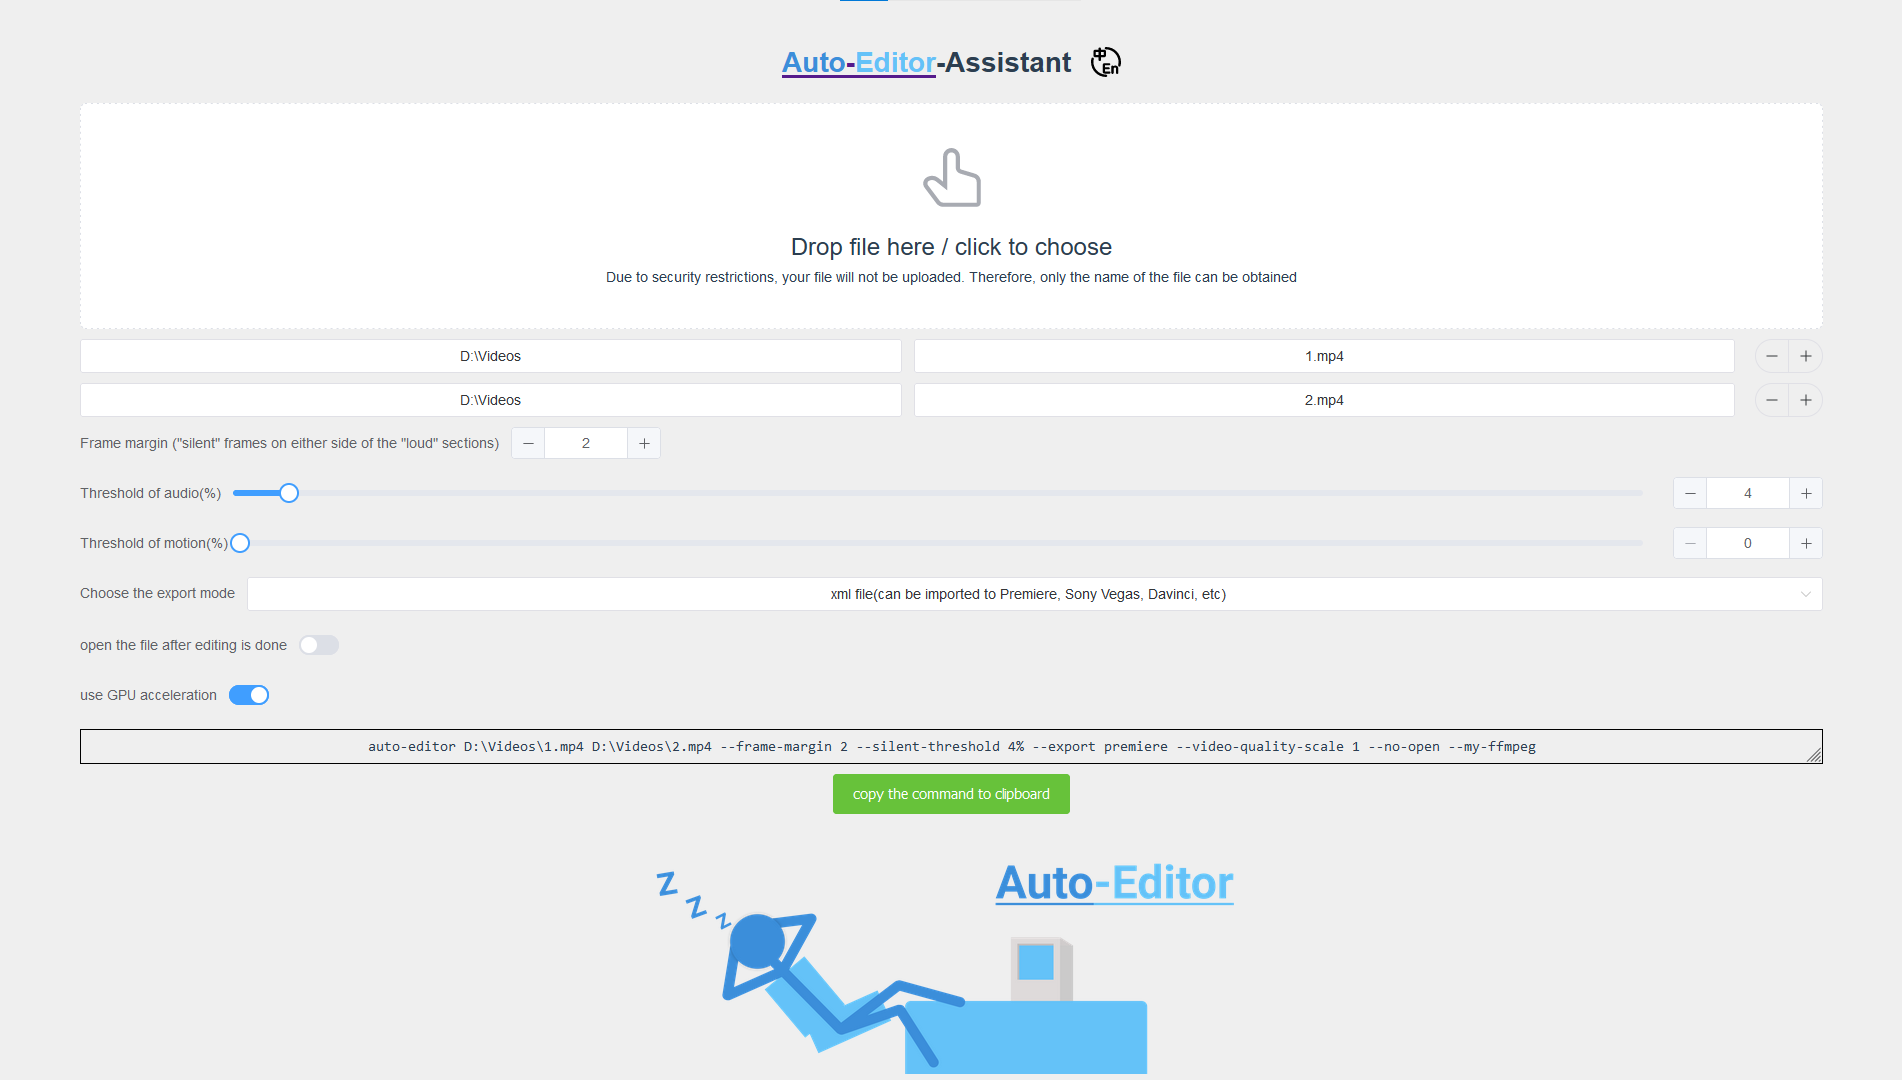 Auto-Editor-Assistant 中 En
Drop file here / click to choose
Due to security restrictions, your file will not be uploaded. Therefore, only the name of the file can be obtained
D:\Videos 1.mp4
D:\Videos 2.mp4
Frame margin ("silent" frames on either side of the "loud" sections) 2
Threshold of audio(%) 4
Threshold of motion(%) 0
Choose the export mode xml file(can be imported to Premiere, Sony Vegas, Davinci, etc)
open the file after editing is done
use GPU acceleration
auto-editor D:\Videos\1.mp4 D:\Videos\2.mp4 --frame-margin 2 --silent-threshold 4% --export premiere --video-quality-scale 1 --no-open --my-ffmpeg
copy the command to clipboard
Auto-Editor
z
z
z